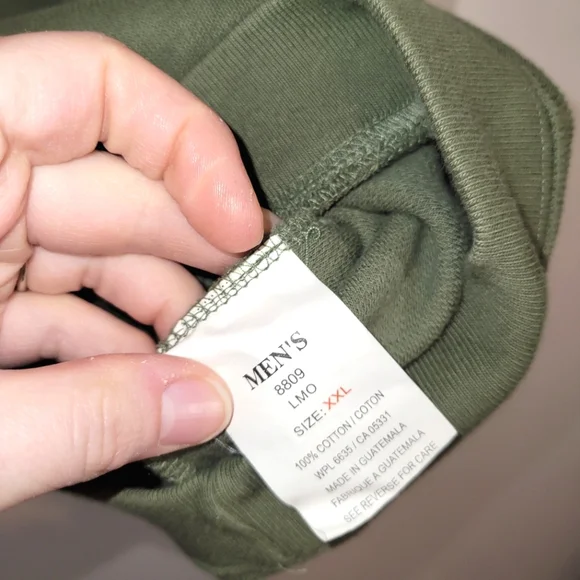 MEN'S
8809
LMO
SIZE: XXL
100% COTTON / COTON
WPL 6635 / CA 05331
MADE IN GUATEMALA
FABRIQUE A GUATEMALA
SEE REVERSE FOR CARE